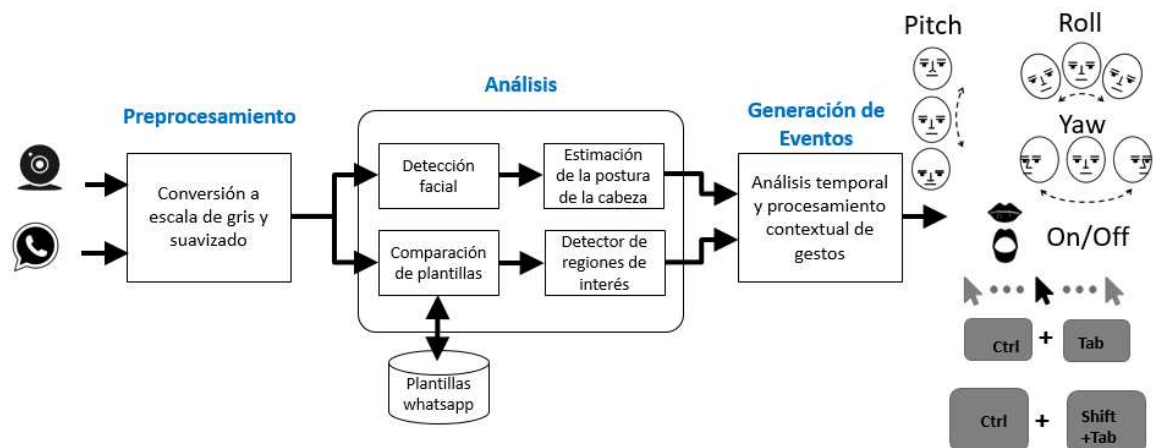 Preprocesamiento
Conversión a
escala de gris y
suavizado
Análisis
Detección
facial
Estimación
de la postura
de la cabeza
Comparación
de plantillas
Detector de
regiones de
interés
Plantillas
whatsapp
Generación de
Eventos
Análisis temporal
y procesamiento
contextual de
gestos
Pitch
Roll
Yaw
On/Off
Ctrl + Tab
Ctrl + Shift
+Tab